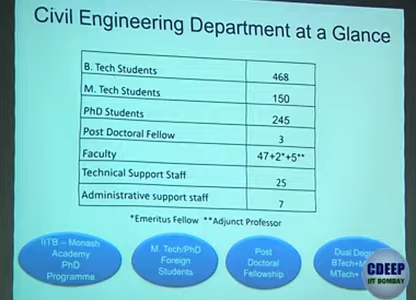 Civil Engineering Department at a Glance
B. Tech Students 468
M. Tech Students 150
PhD Students 245
Post Doctoral Fellow 3
Faculty 47+2*+5**
Technical Support Staff 25
Administrative support staff 7
*Emeritus Fellow **Adjunct Professor
IITB – Monash
Academy
PhD
Programme
M. Tech/PhD
Foreign
Students
Post
Doctoral
Fellowship
Dual
BTech+
MTech+
CDEEP
IIT BOMBAY